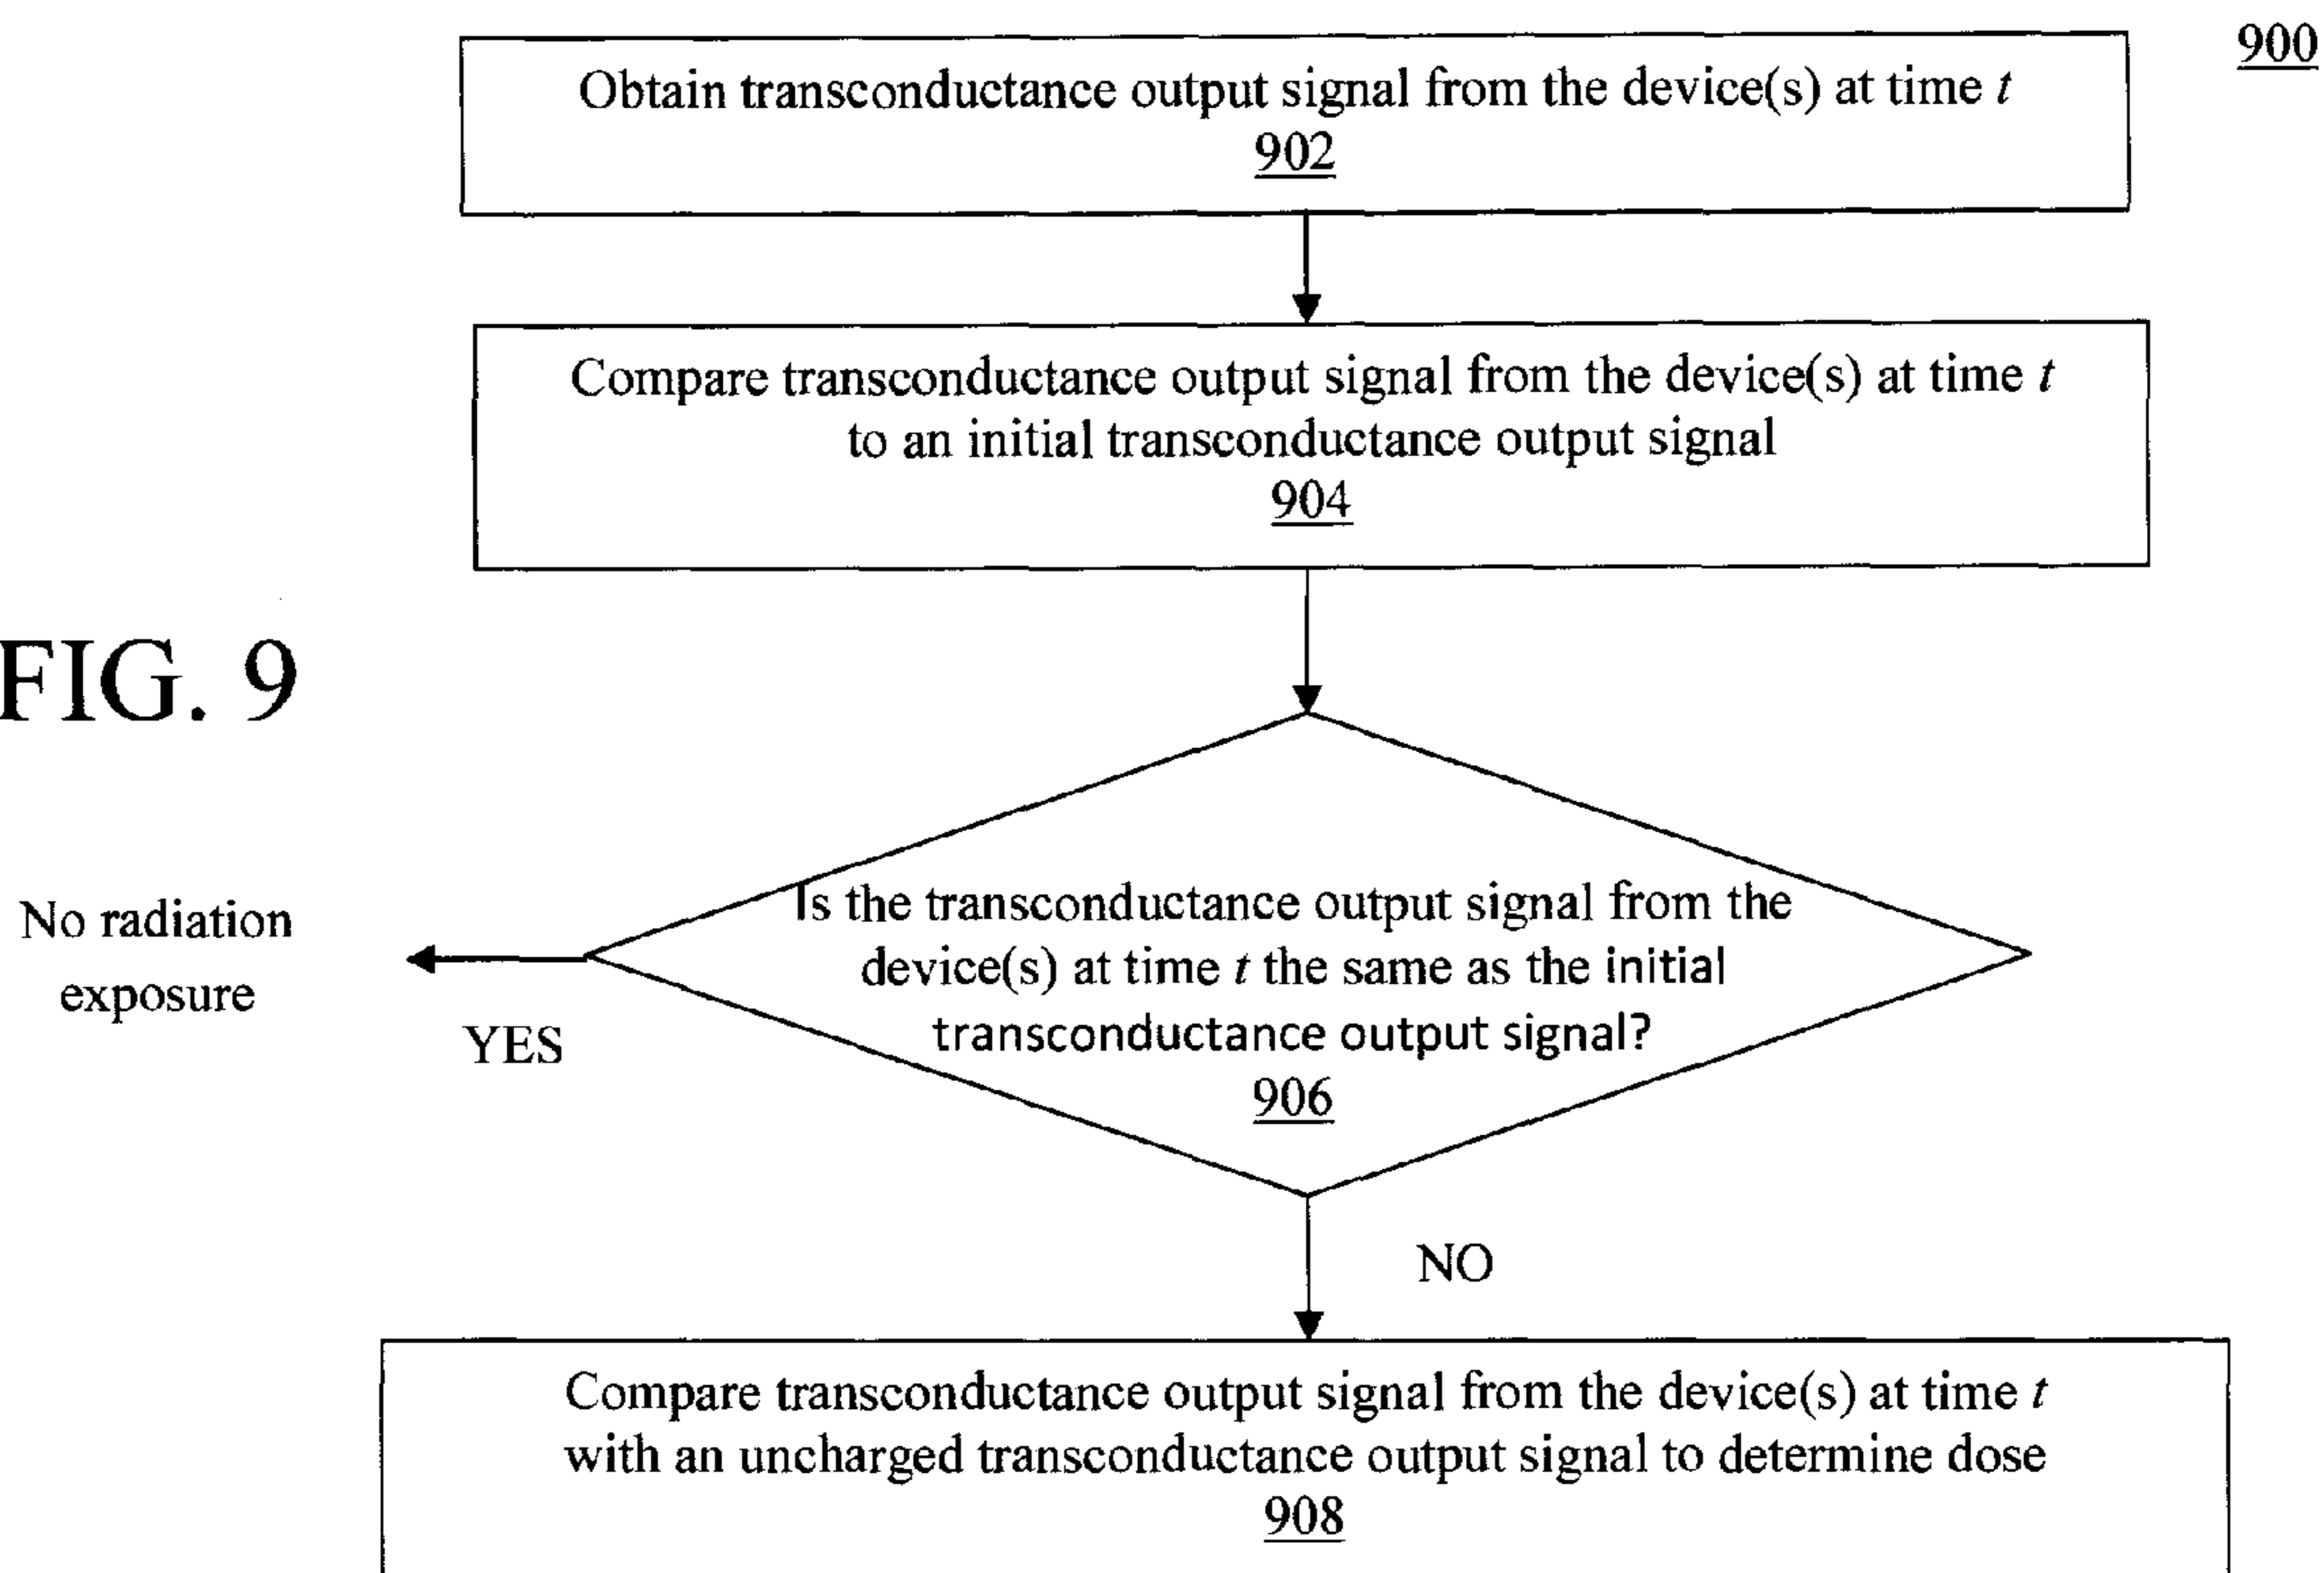 900
Obtain transconductance output signal from the device(s) at time t
902
Compare transconductance output signal from the device(s) at time t
to an initial transconductance output signal
904
FIG. 9
Is the transconductance output signal from the
device(s) at time t the same as the initial
transconductance output signal?
906
No radiation
exposure
YES
NO
Compare transconductance output signal from the device(s) at time t
with an uncharged transconductance output signal to determine dose
908